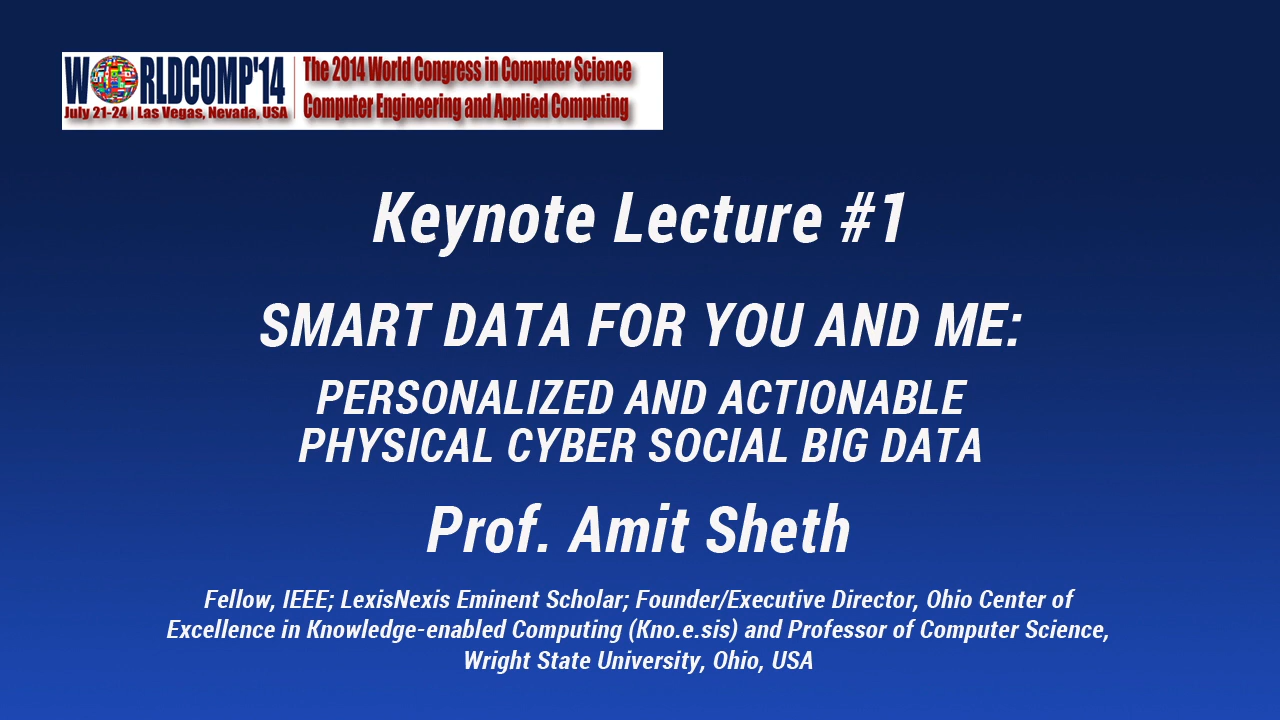 WORLDCOMP'14
July 21-24 | Las Vegas, Nevada, USA
The 2014 World Congress in Computer Science
Computer Engineering and Applied Computing
Keynote Lecture #1
SMART DATA FOR YOU AND ME:
PERSONALIZED AND ACTIONABLE
PHYSICAL CYBER SOCIAL BIG DATA
Prof. Amit Sheth
Fellow, IEEE; LexisNexis Eminent Scholar; Founder/Executive Director, Ohio Center of
Excellence in Knowledge-enabled Computing (Kno.e.sis) and Professor of Computer Science,
Wright State University, Ohio, USA